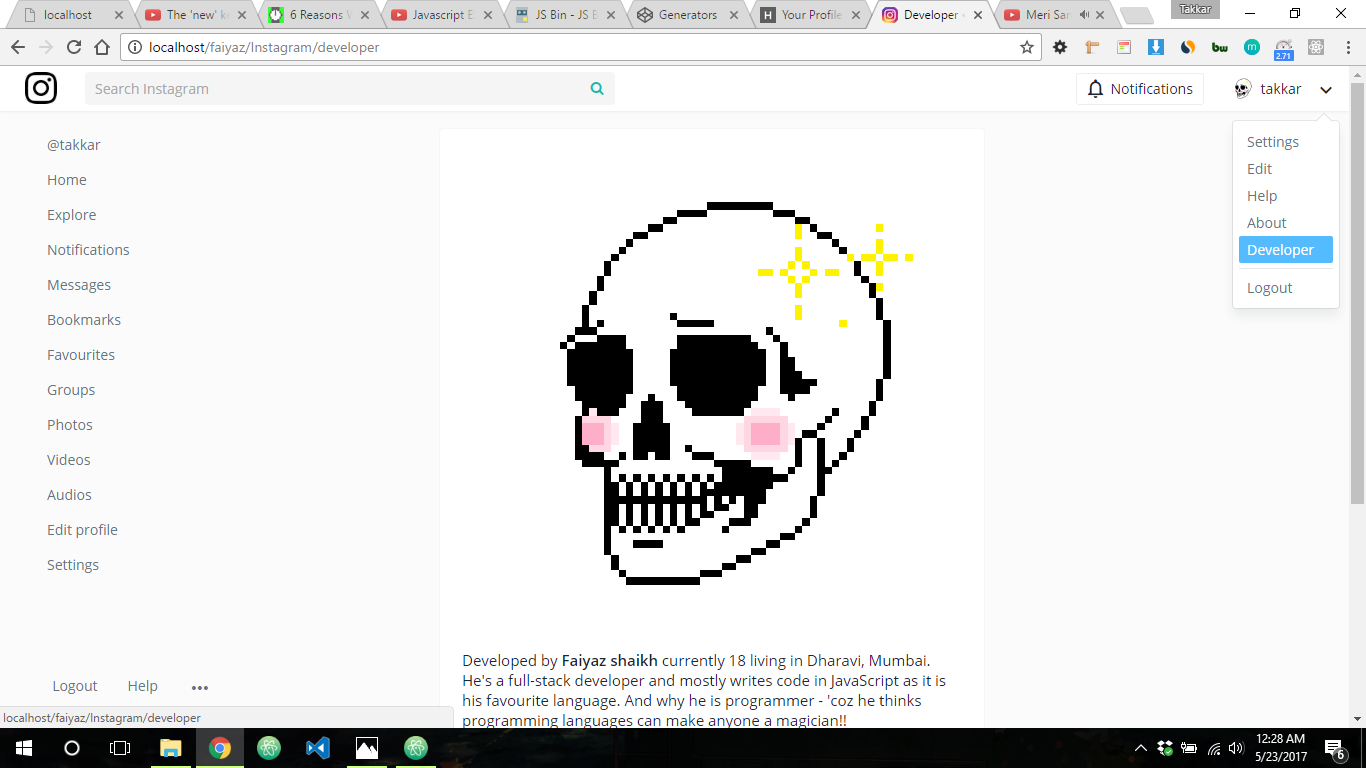 localhost
The 'new' k
6 Reasons
Javascript E
JS Bin - JS B
Generators
Your Profile
Developer
Meri Sar
Takkar
localhost/faiyaz/Instagram/developer
bw
m
2.71
Search Instagram
Notifications
takkar
@takkar
Home
Explore
Notifications
Messages
Bookmarks
Favourites
Groups
Photos
Videos
Audios
Edit profile
Settings
Logout Help
Settings
Edit
Help
About
Developer
Logout
Developed by Faiyaz shaikh currently 18 living in Dharavi, Mumbai.
He's a full-stack developer and mostly writes code in JavaScript as it is
his favourite language. And why he is programmer - 'coz he thinks
programming languages can make anyone a magician!!
localhost/faiyaz/Instagram/developer
12:28 AM
5/23/2017
6